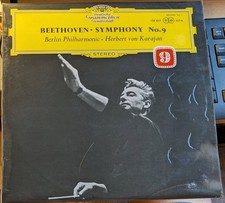 BEETHOVEN · SYMPHONY No. 9
Berlin Philharmonic · Herbert von Karajan
STEREO
9